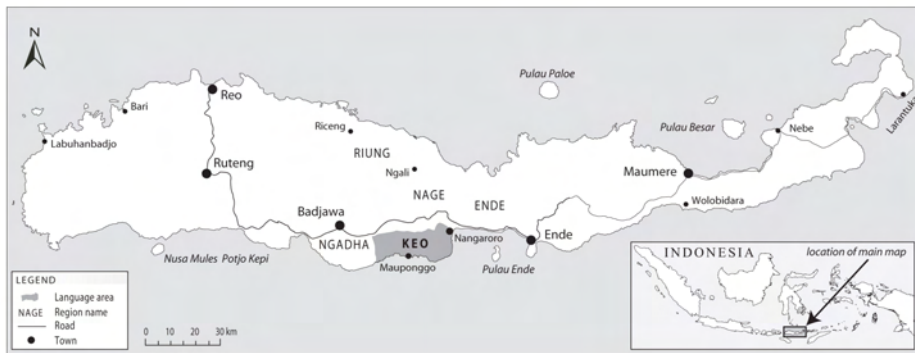 N
Pulau Paloe
Reo
Bari
Larantuka
Riceng
Pulau Besar
Nebe
Labuhanbadjo
RIUNG
Ruteng
Ngali
Maumere
NAGE
Wolobidara
Badjawa
ENDE
NGADHA
KEO
Nangaroro
Ende
Nusa Mules Potjo Kepi
Mauponggo
Pulau Ende
INDONESIA
location of main map
LEGEND
Language area
NAGE Region name
Road
Town
0 10 20 30 km